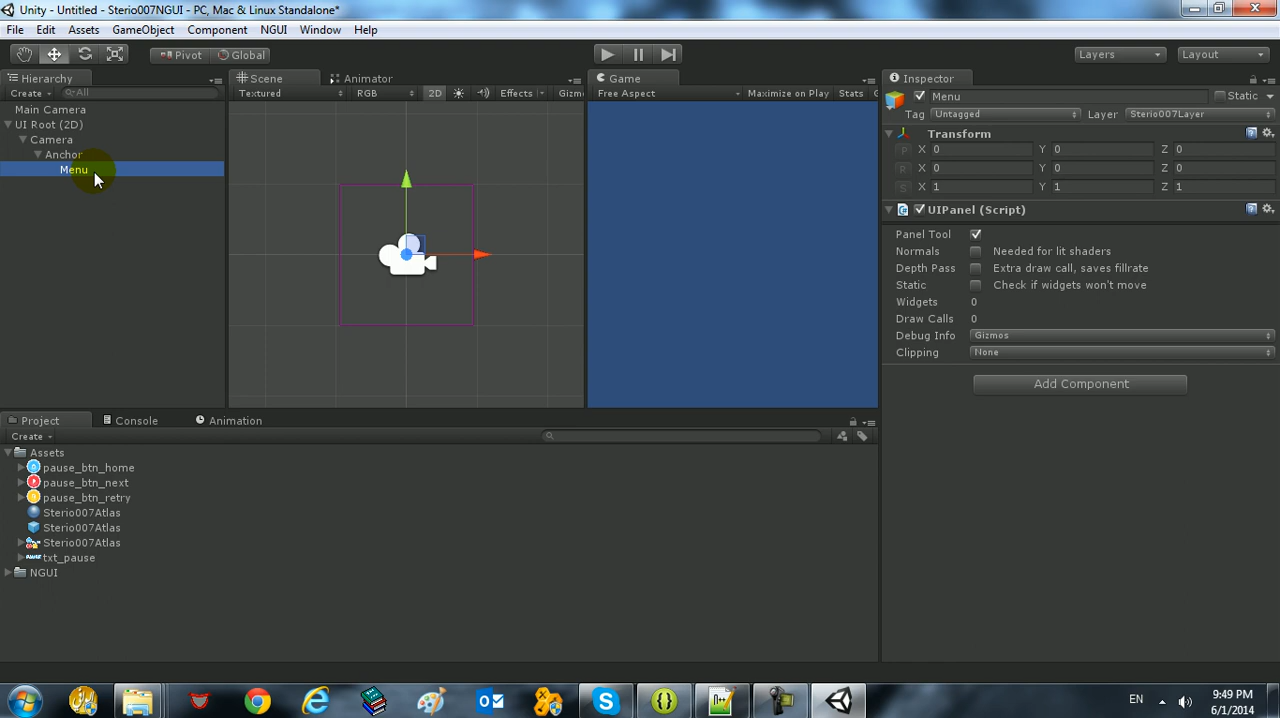 Unity - Untitled - Sterio007NGUI - PC, Mac & Linux Standalone*
File Edit Assets GameObject Component NGUI Window Help
Pivot Global Layers Layout
Hierarchy
Create All
Main Camera
UI Root (2D)
Camera
Anchor
Menu
Scene Animator
Textured RGB 2D Effects Gizmo
Game
Free Aspect Maximize on Play Stats G
Inspector
Menu Static
Tag Untagged Layer Sterio007Layer
Transform
P X 0 Y 0 Z 0
R X 0 Y 0 Z 0
S X 1 Y 1 Z 1
UIPanel (Script)
Panel Tool
Normals Needed for lit shaders
Depth Pass Extra draw call, saves fillrate
Static Check if widgets won't move
Widgets 0
Draw Calls 0
Debug Info Gizmos
Clipping None
Add Component
Project Console Animation
Create
Assets
pause_btn_home
pause_btn_next
pause_btn_retry
Sterio007Atlas
Sterio007Atlas
Sterio007Atlas
txt_pause
NGUI
EN 9:49 PM
6/1/2014